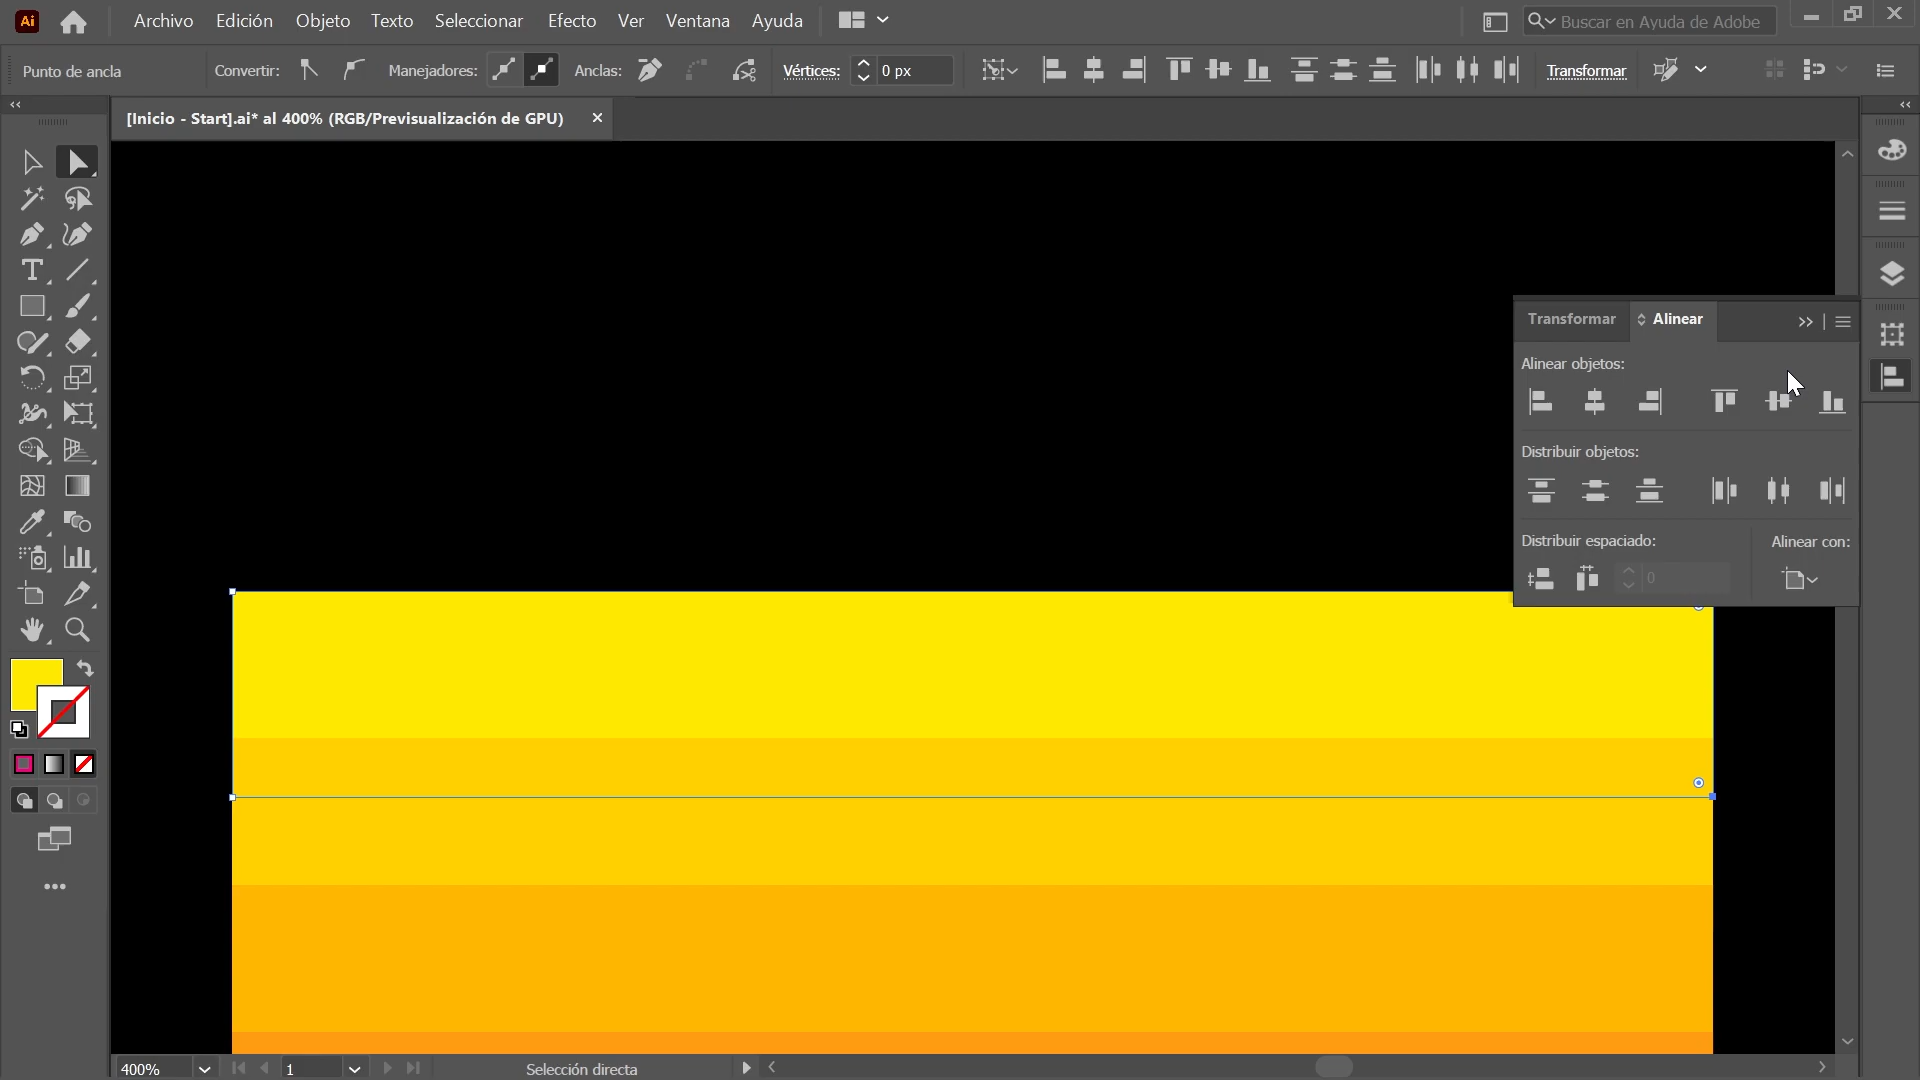 Ai Archivo Edición Objeto Texto Seleccionar Efecto Ver Ventana Ayuda Buscar en Ayuda de Adobe
Punto de ancla Convertir: Manejadores: Anclas: Vértices: 0 px Transformar
[Inicio - Start].ai* al 400% (RGB/Previsualización de GPU)
Transformar Alinear
Alinear objetos:
Distribuir objetos:
Distribuir espaciado: Alinear con:
0
400% 1 Selección directa